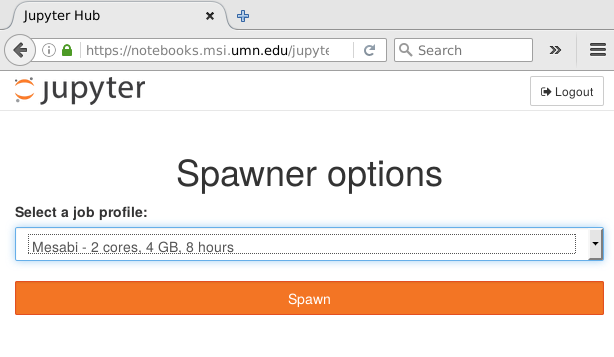 Jupyter Hub
https://notebooks.msi.umn.edu/jupyte
Search
jupyter
Logout
Spawner options
Select a job profile:
Mesabi - 2 cores, 4 GB, 8 hours
Spawn